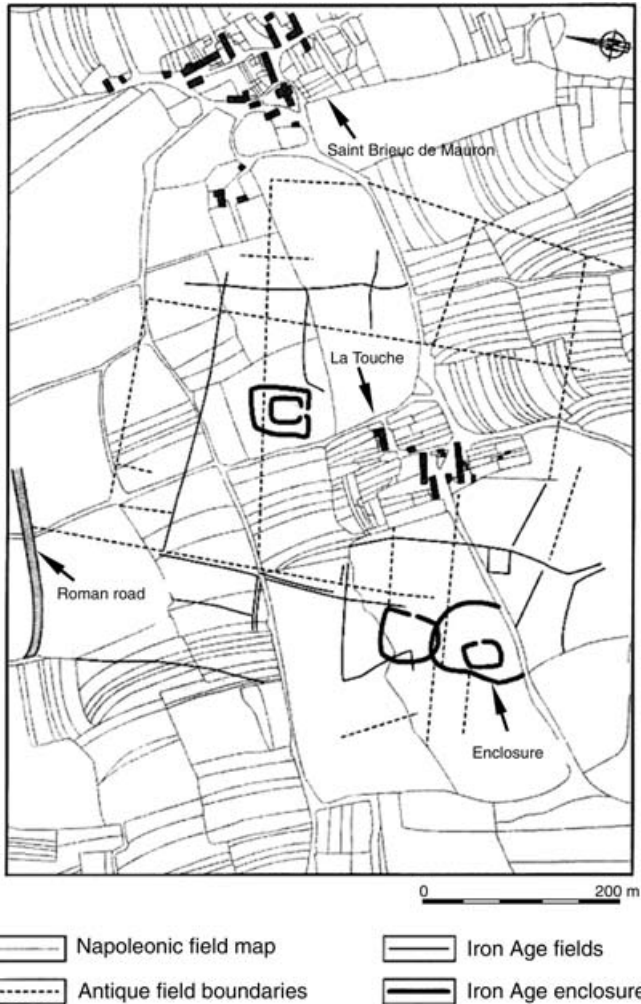 N
Saint Brieuc de Mauron
La Touche
Roman road
Enclosure
0 200 m
Napoleonic field map
Iron Age fields
Antique field boundaries
Iron Age enclosure